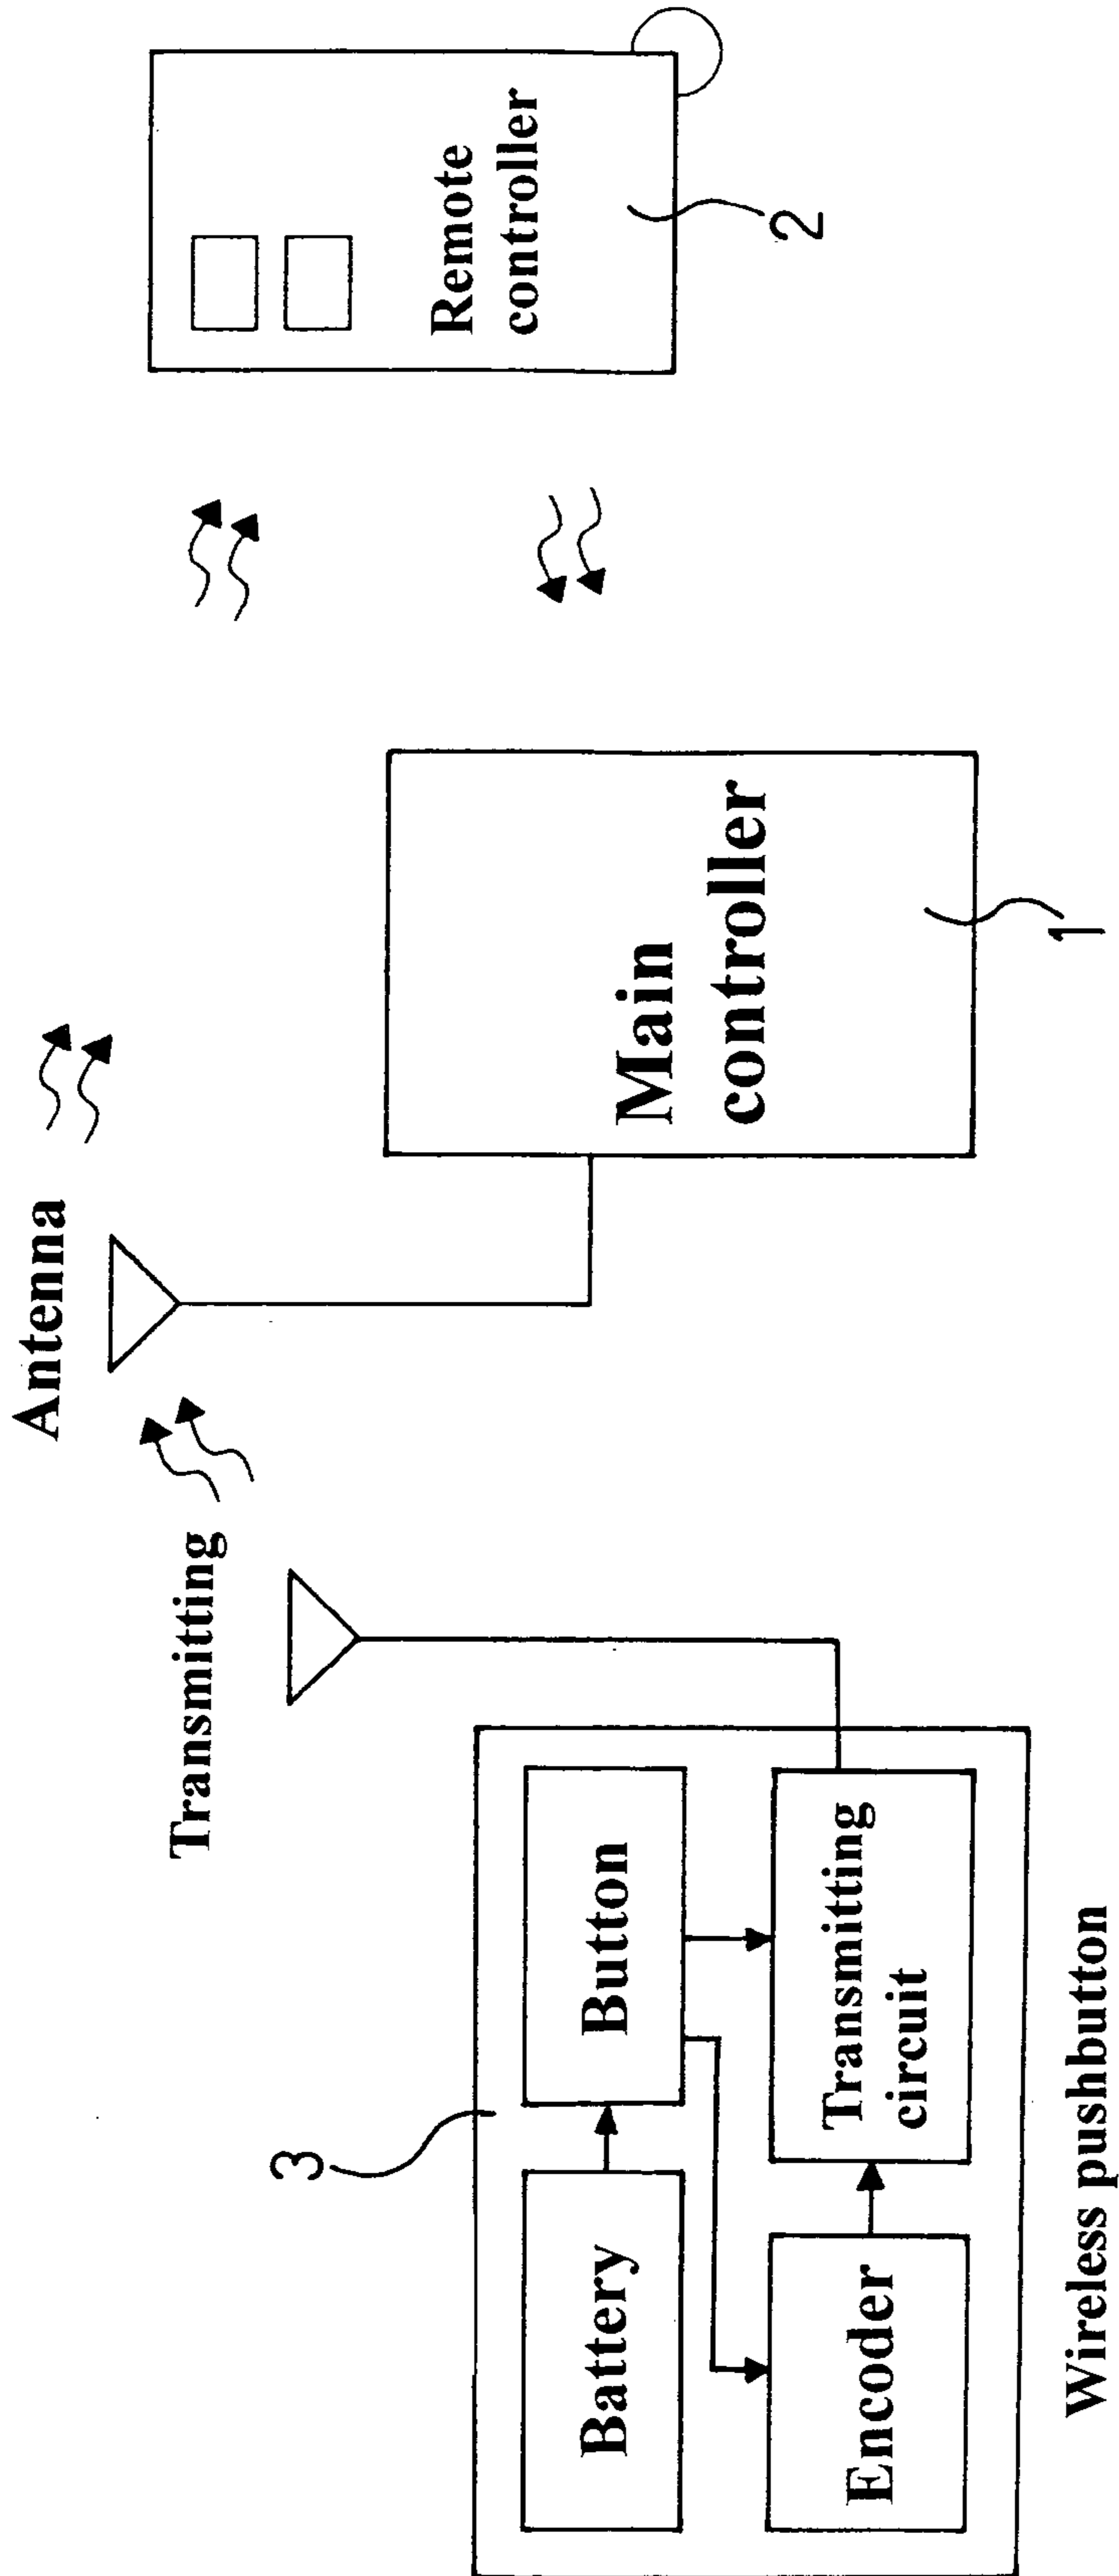 Antenna
Transmitting
3
Battery
Button
Encoder
Transmitting
circuit
Wireless pushbutton
Main
controller
1
Remote
controller
2